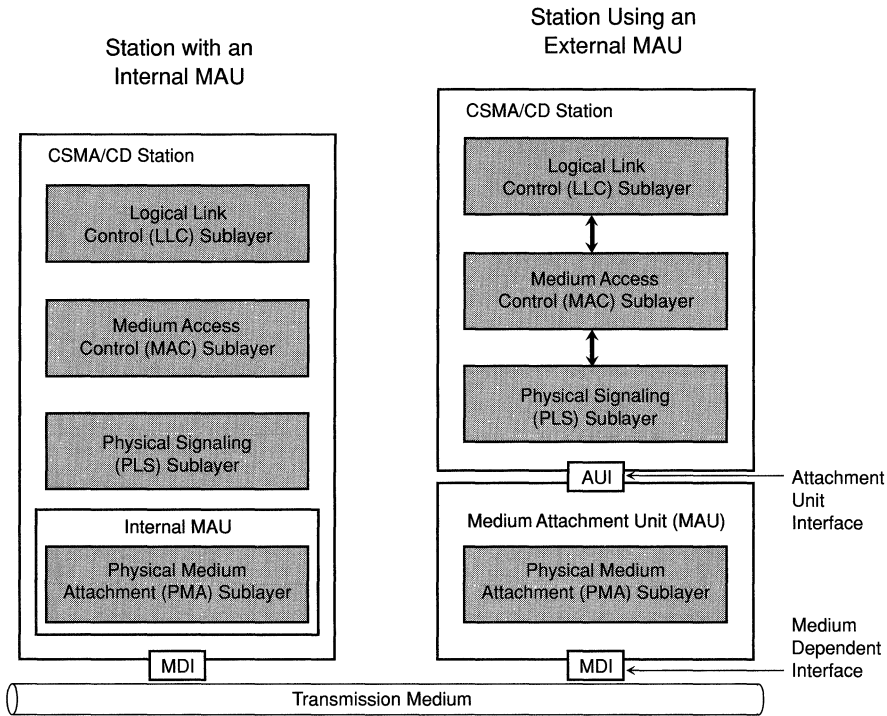 Station with an
Internal MAU
CSMA/CD Station
Logical Link
Control (LLC) Sublayer
Medium Access
Control (MAC) Sublayer
Physical Signaling
(PLS) Sublayer
Internal MAU
Physical Medium
Attachment (PMA) Sublayer
MDI
Station Using an
External MAU
CSMA/CD Station
Logical Link
Control (LLC) Sublayer
Medium Access
Control (MAC) Sublayer
Physical Signaling
(PLS) Sublayer
AUI
Attachment
Unit
Interface
Medium Attachment Unit (MAU)
Physical Medium
Attachment (PMA) Sublayer
MDI
Medium
Dependent
Interface
Transmission Medium